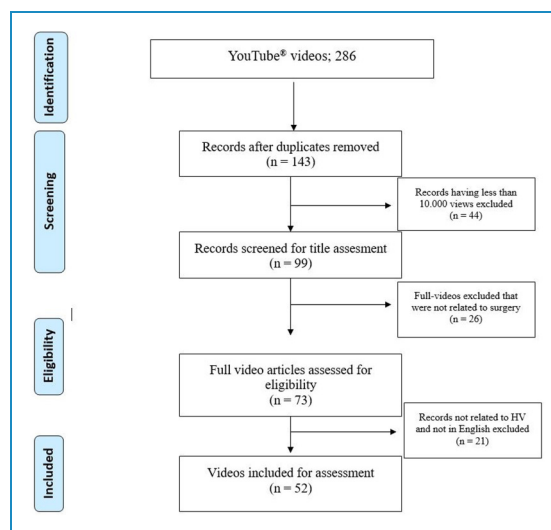 Identification
YouTube® videos; 286
Screening
Records after duplicates removed
(n = 143)
Records having less than
10.000 views excluded
(n = 44)
Records screened for title assesment
(n = 99)
Full-videos excluded that
were not related to surgery
(n = 26)
Eligibility
Full video articles assessed for
eligibility
(n = 73)
Records not related to HV
and not in English excluded
(n = 21)
Included
Videos included for assessment
(n = 52)